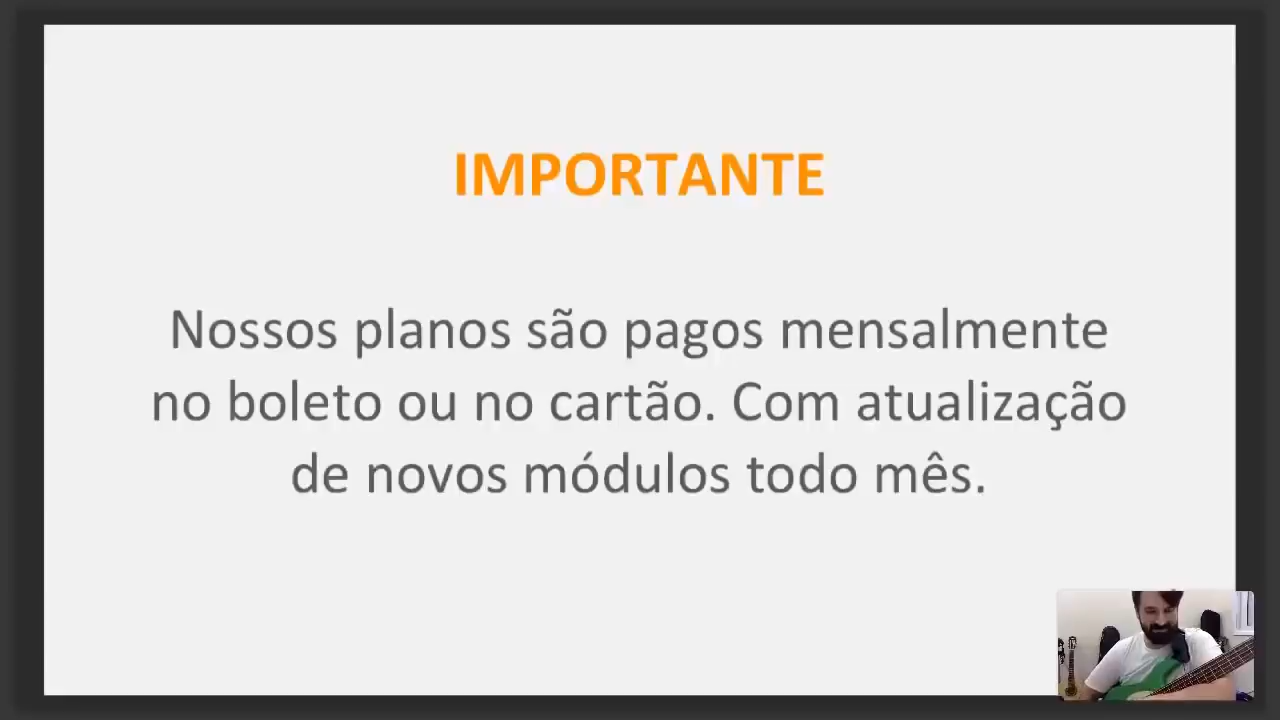 IMPORTANTE
Nossos planos são pagos mensalmente
no boleto ou no cartão. Com atualização
de novos módulos todo mês.